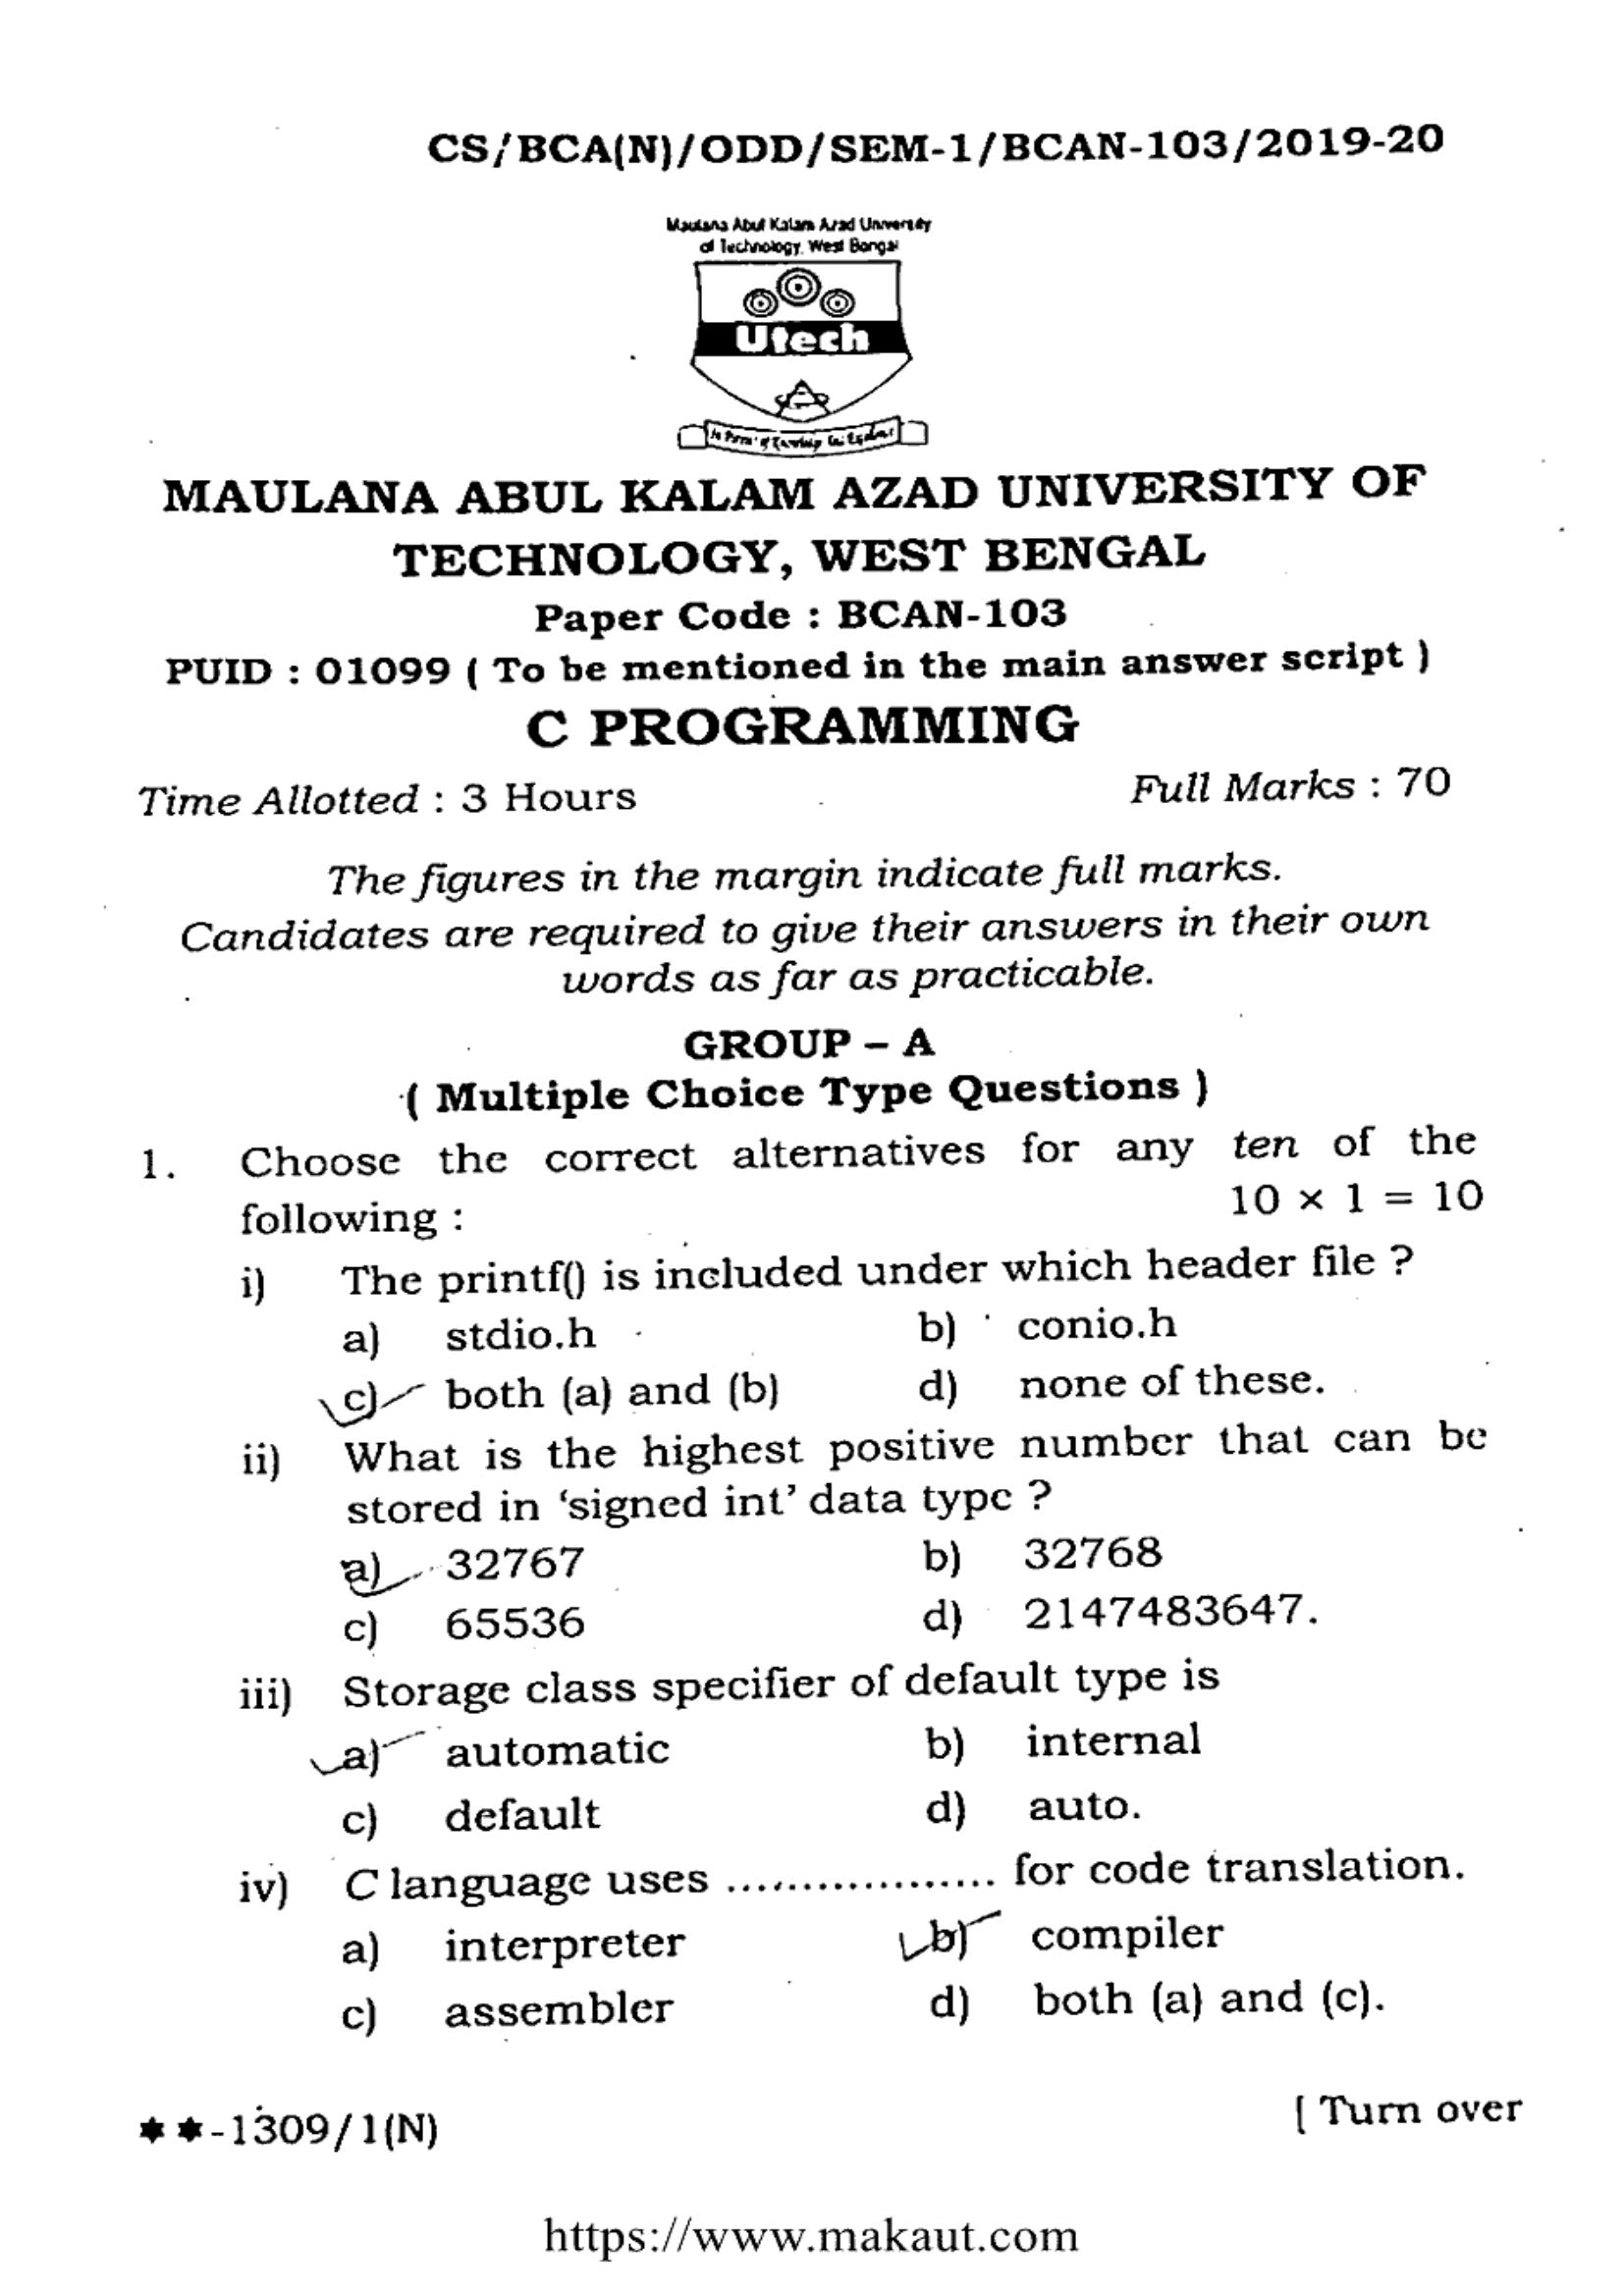 CS/BCA(N)/ODD/SEM-1/BCAN-103/2019-20
Maulana Abul Kalam Azad University
of Technology, West Bengal
Utech
MAULANA ABUL KALAM AZAD UNIVERSITY OF
TECHNOLOGY, WEST BENGAL
Paper Code : BCAN-103
PUID : 01099 ( To be mentioned in the main answer script )
C PROGRAMMING
Time Allotted : 3 Hours Full Marks : 70
The figures in the margin indicate full marks.
Candidates are required to give their answers in their own
words as far as practicable.
GROUP – A
( Multiple Choice Type Questions )
1. Choose the correct alternatives for any ten of the
following : 10 × 1 = 10
i) The printf() is included under which header file ?
a) stdio.h b) conio.h
c) both (a) and (b) d) none of these.
ii) What is the highest positive number that can be
stored in ‘signed int’ data type ?
a) 32767 b) 32768
c) 65536 d) 2147483647.
iii) Storage class specifier of default type is
a) automatic b) internal
c) default d) auto.
iv) C language uses .................. for code translation.
a) interpreter b) compiler
c) assembler d) both (a) and (c).
★★-1309/1(N) [ Turn over
https://www.makaut.com